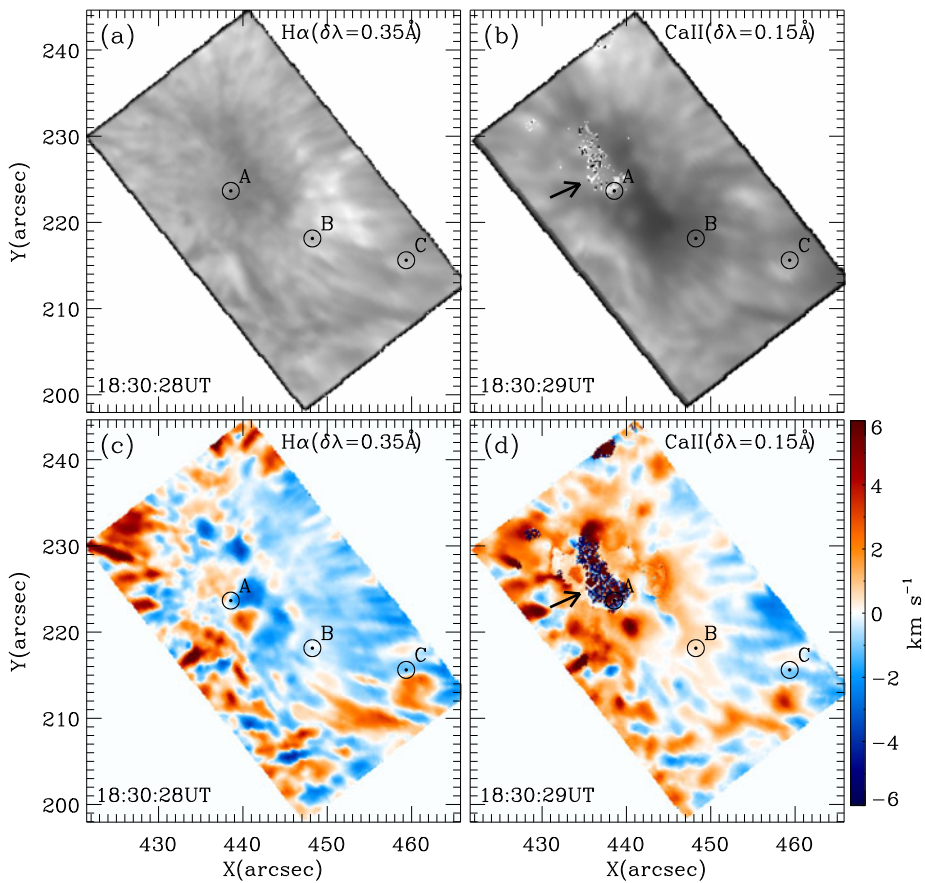 (a) Hα(δλ=0.35Å)
(b) CaII(δλ=0.15Å)
240
230
220
210
200
Y(arcsec)
A
B
C
A
B
C
18:30:28UT
18:30:29UT
(c) Hα(δλ=0.35Å)
(d) CaII(δλ=0.15Å)
240
230
220
210
200
Y(arcsec)
A
B
C
A
B
C
18:30:28UT
18:30:29UT
6
4
2
0
−2
−4
−6
km s⁻¹
430 440 450 460
430 440 450 460
X(arcsec)
X(arcsec)